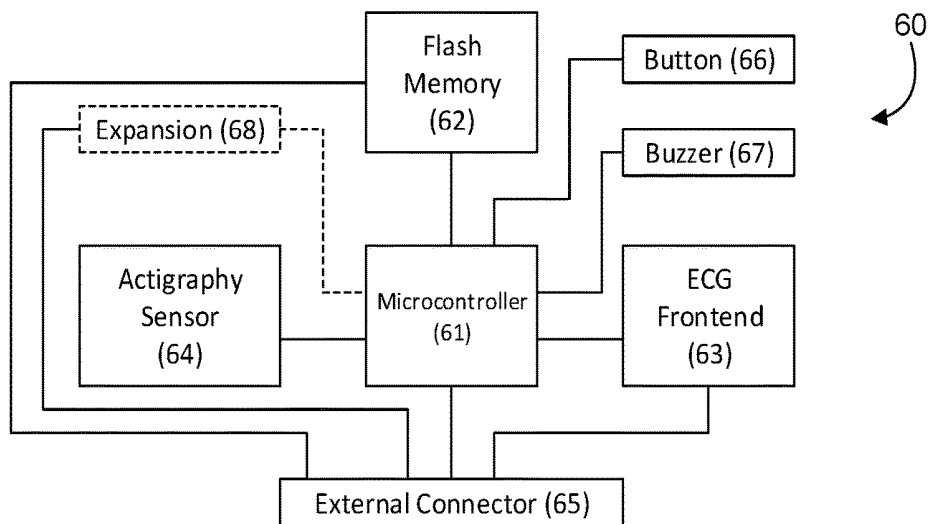 60
Flash
Memory
(62)
Button (66)
Expansion (68)
Buzzer (67)
Actigraphy
Sensor
(64)
Microcontroller
(61)
ECG
Frontend
(63)
External Connector (65)